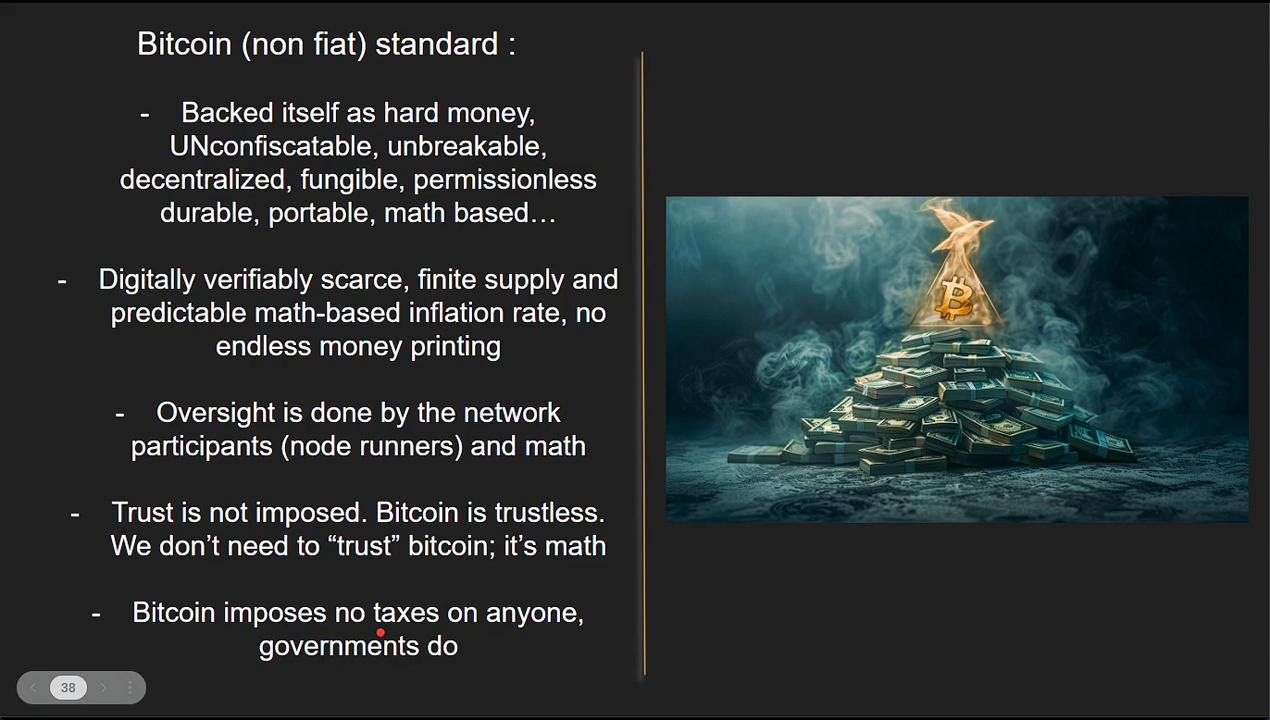 Bitcoin (non fiat) standard :
- Backed itself as hard money,
UNconfiscatable, unbreakable,
decentralized, fungible, permissionless
durable, portable, math based…
- Digitally verifiably scarce, finite supply and
predictable math-based inflation rate, no
endless money printing
- Oversight is done by the network
participants (node runners) and math
- Trust is not imposed. Bitcoin is trustless.
We don’t need to “trust” bitcoin; it’s math
- Bitcoin imposes no taxes on anyone,
governments do
38